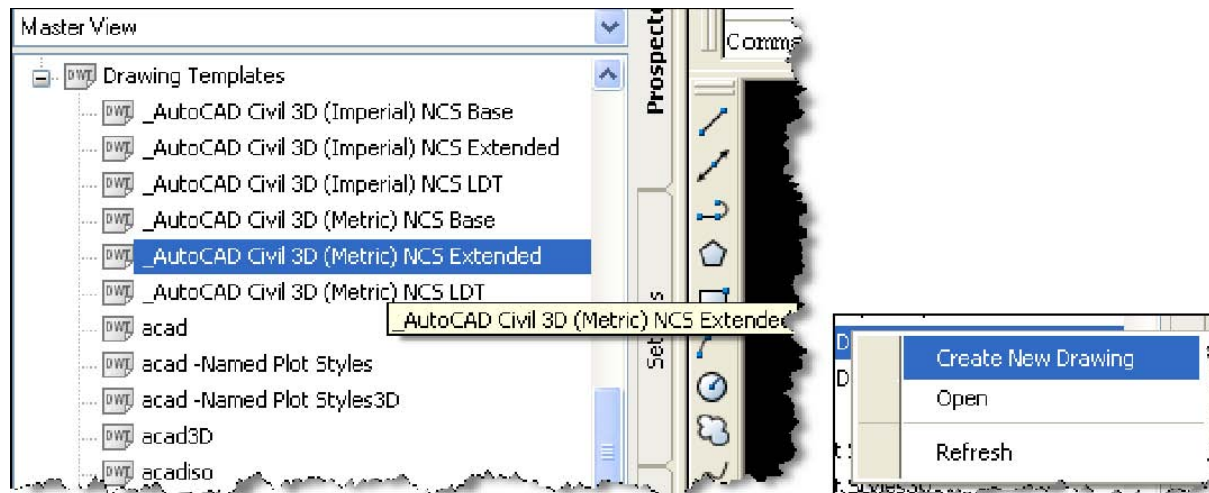 Master View
Drawing Templates
_AutoCAD Civil 3D (Imperial) NCS Base
_AutoCAD Civil 3D (Imperial) NCS Extended
_AutoCAD Civil 3D (Imperial) NCS LDT
_AutoCAD Civil 3D (Metric) NCS Base
_AutoCAD Civil 3D (Metric) NCS Extended
_AutoCAD Civil 3D (Metric) NCS LDT
_AutoCAD Civil 3D (Metric) NCS Extended
acad
acad -Named Plot Styles
acad -Named Plot Styles3D
acad3D
acadiso
Create New Drawing
Open
Refresh